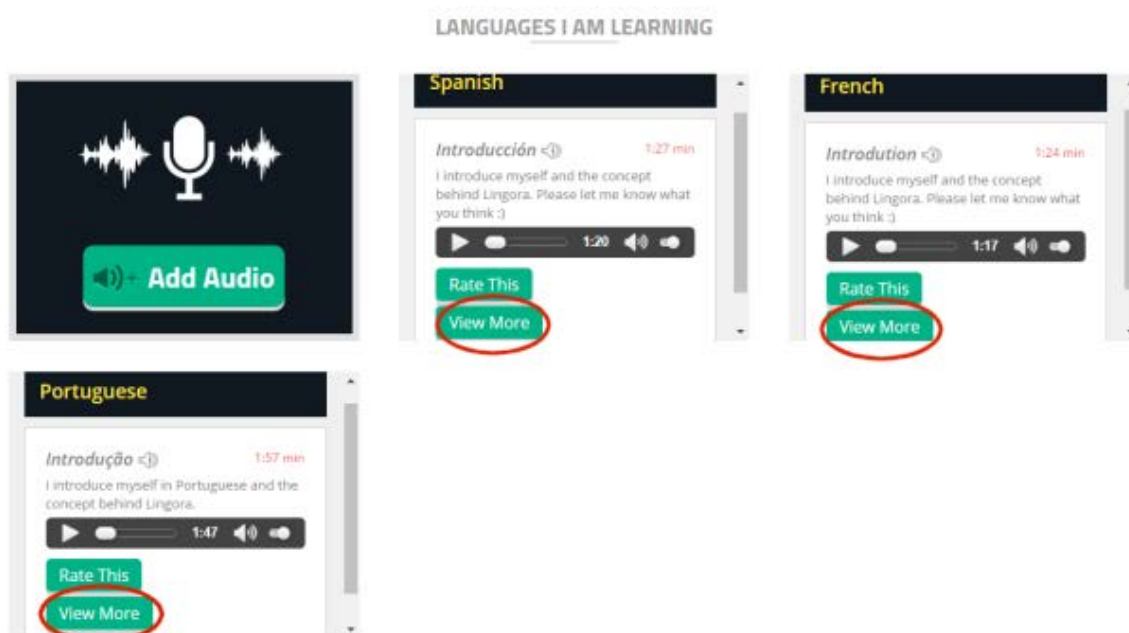 LANGUAGES I AM LEARNING
Add Audio
Spanish
Introducción
1:27 min
I introduce myself and the concept
behind Lingora. Please let me know what
you think :)
1:20
Rate This
View More
French
Introdution
1:24 min
I introduce myself and the concept
behind Lingora. Please let me know what
you think :)
1:17
Rate This
View More
Portuguese
Introdução
1:57 min
I introduce myself in Portuguese and the
concept behind Lingora.
1:47
Rate This
View More